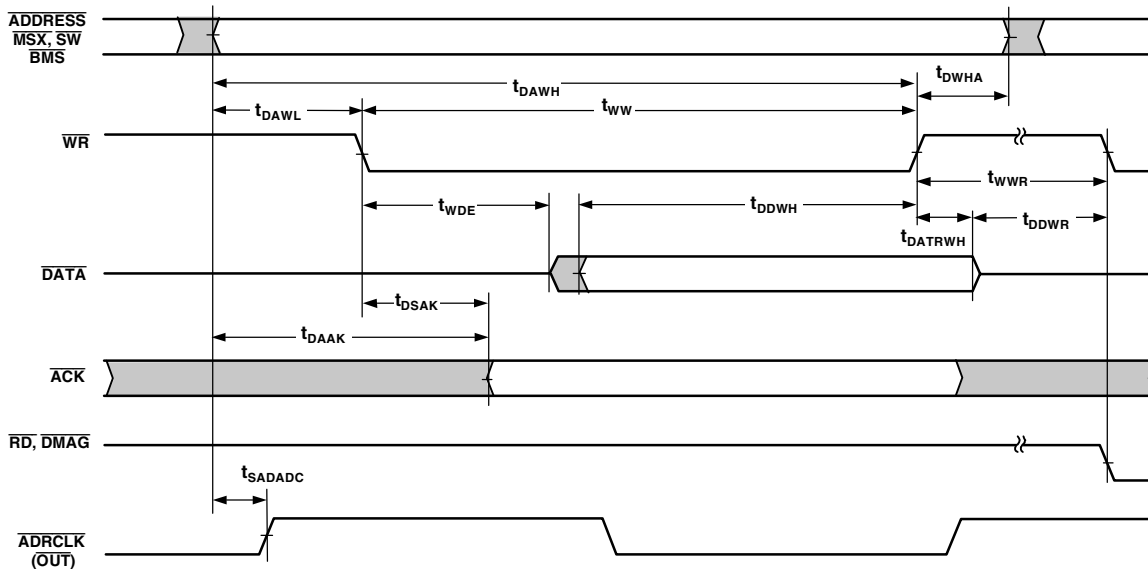 ADDRESS
MSX, SW
BMS
tDAWH
tDWHA
tDAWL
tWW
WR
tWWR
tWDE
tDDWH
tDATRWH
tDDWR
DATA
tDSAK
tDAAK
ACK
RD, DMAG
tSADADC
ADRCLK
(OUT)